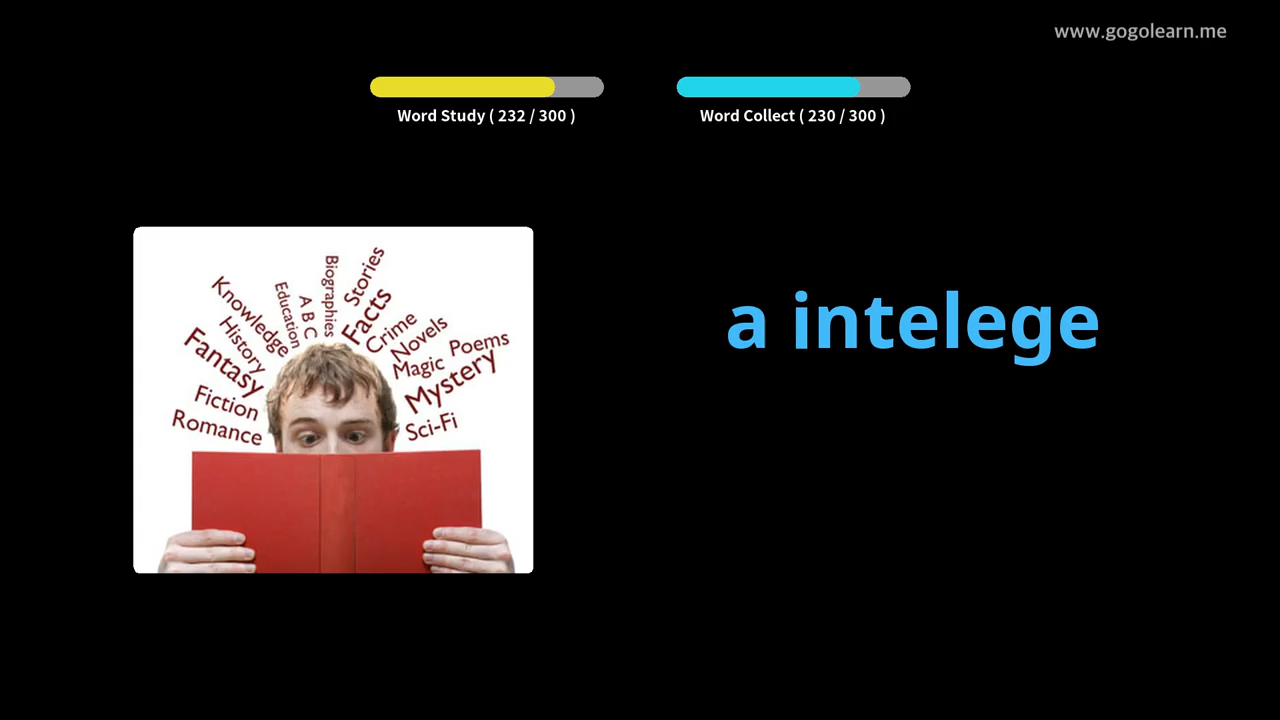 www.gogolearn.me
Word Study ( 232 / 300 )
Word Collect ( 230 / 300 )
a intelege
Biographies
Stories
Education
A B C
Facts
Knowledge
Crime
History
Novels
Poems
Fantasy
Magic
Mystery
Fiction
Romance
Sci-Fi